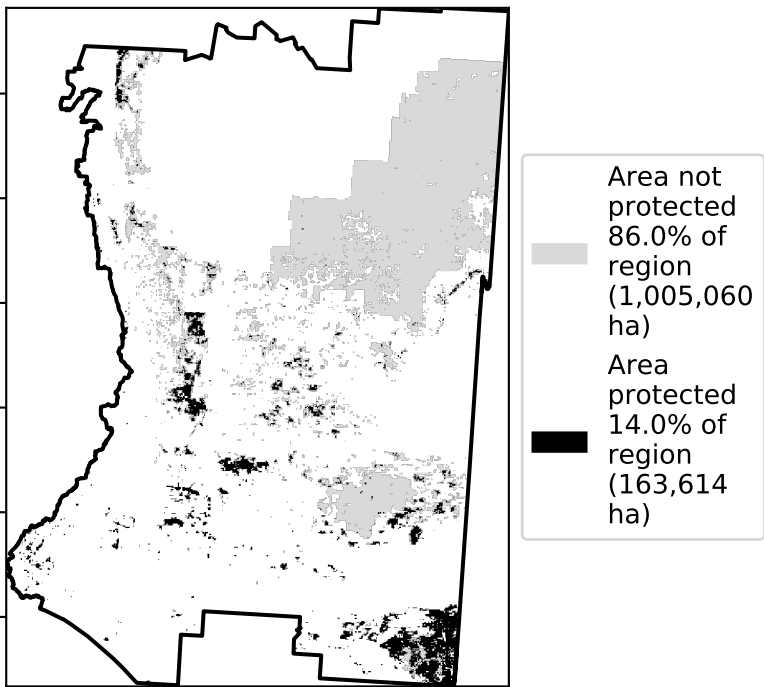 Area not
protected
86.0% of
region
(1,005,060
ha)
Area
protected
14.0% of
region
(163,614
ha)